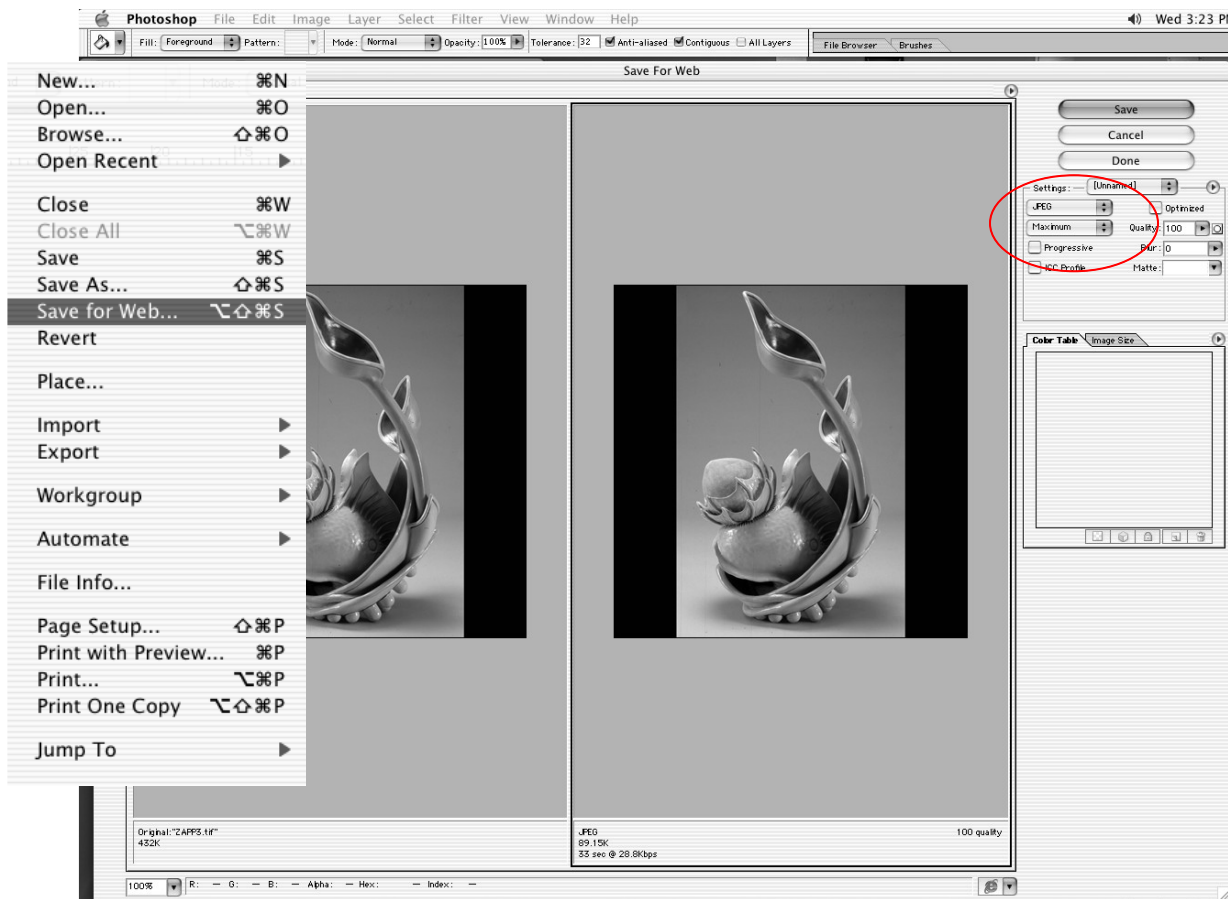 Photoshop File Edit Image Layer Select Filter View Window Help Wed 3:23 PM
Fill: Foreground Pattern: Mode: Normal Opacity: 100% Tolerance: 32 Anti-aliased Contiguous All Layers File Browser Brushes
Save For Web
New... ⌘N
Open... ⌘O
Browse... ⇧⌘O
Open Recent
Close ⌘W
Close All ⌥⌘W
Save ⌘S
Save As... ⇧⌘S
Save for Web... ⌥⇧⌘S
Revert
Place...
Import
Export
Workgroup
Automate
File Info...
Page Setup... ⇧⌘P
Print with Preview... ⌘P
Print... ⌥⌘P
Print One Copy ⌥⇧⌘P
Jump To
Save
Cancel
Done
Settings: [Unnamed]
JPEG Optimized
Maximum Quality: 100
Progressive Blur: 0
ICC Profile Matte:
Color Table Image Size
Original: "ZAPP3.tif"
432K
JPEG 100 quality
89.15K
33 sec @ 28.8Kbps
100% R: — G: — B: — Alpha: — Hex: — Index: —